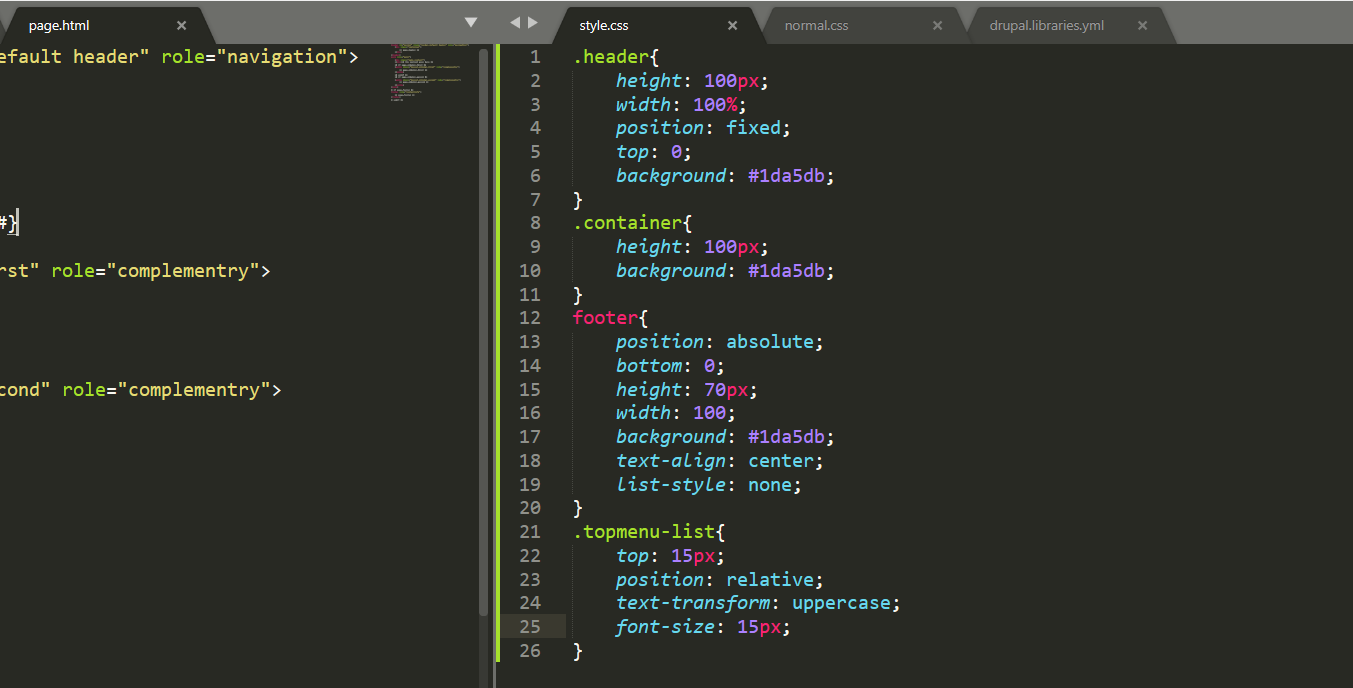 page.html ×
efault header" role="navigation">
#}
rst" role="complementry">
cond" role="complementry">
style.css × normal.css × drupal.libraries.yml ×
1 .header{
2 height: 100px;
3 width: 100%;
4 position: fixed;
5 top: 0;
6 background: #1da5db;
7 }
8 .container{
9 height: 100px;
10 background: #1da5db;
11 }
12 footer{
13 position: absolute;
14 bottom: 0;
15 height: 70px;
16 width: 100;
17 background: #1da5db;
18 text-align: center;
19 list-style: none;
20 }
21 .topmenu-list{
22 top: 15px;
23 position: relative;
24 text-transform: uppercase;
25 font-size: 15px;
26 }